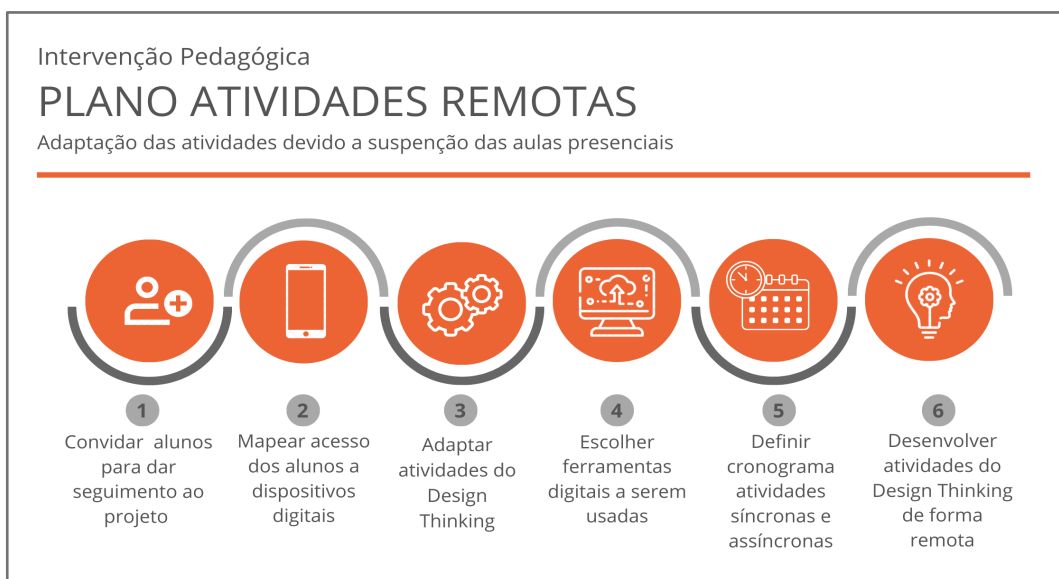 Intervenção Pedagógica
PLANO ATIVIDADES REMOTAS
Adaptação das atividades devido a suspenção das aulas presenciais
1
Convidar alunos
para dar
seguimento ao
projeto
2
Mapear acesso
dos alunos a
dispositivos
digitais
3
Adaptar
atividades do
Design
Thinking
4
Escolher
ferramentas
digitais a serem
usadas
5
Definir
cronograma
atividades
síncronas e
assíncronas
6
Desenvolver
atividades do
Design Thinking
de forma
remota